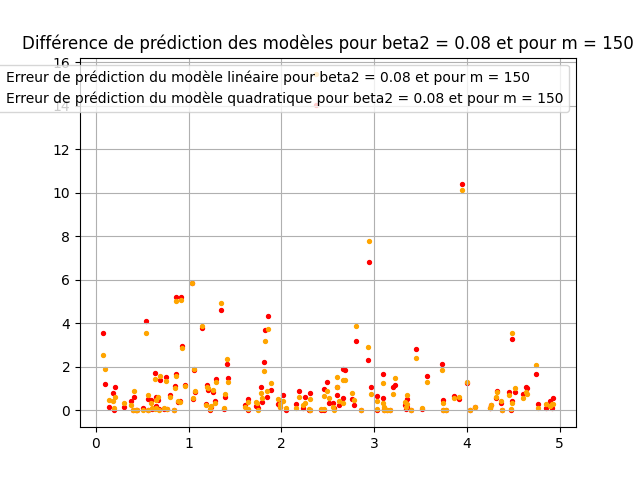 Différence de prédiction des modèles pour beta2 = 0.08 et pour m = 150
16
Erreur de prédiction du modèle linéaire pour beta2 = 0.08 et pour m = 150
Erreur de prédiction du modèle quadratique pour beta2 = 0.08 et pour m = 150
14
12
10
8
6
4
2
0
0 1 2 3 4 5